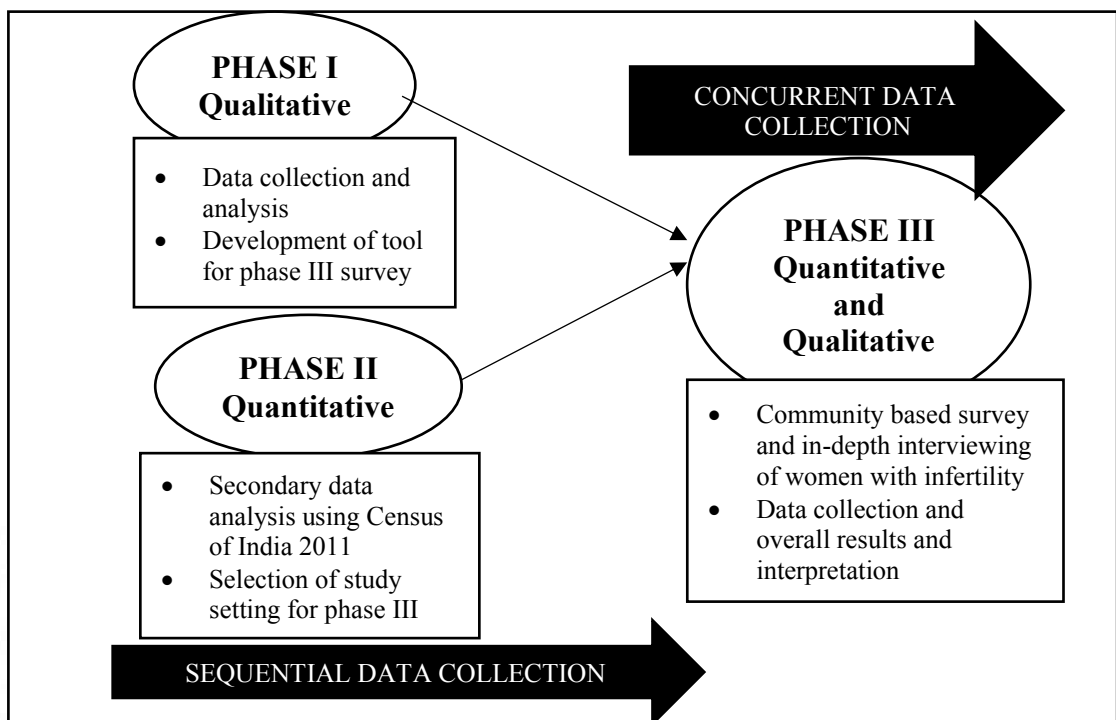 PHASE I
Qualitative
• Data collection and
analysis
• Development of tool
for phase III survey
PHASE II
Quantitative
• Secondary data
analysis using Census
of India 2011
• Selection of study
setting for phase III
SEQUENTIAL DATA COLLECTION
CONCURRENT DATA
COLLECTION
PHASE III
Quantitative
and
Qualitative
• Community based survey
and in-depth interviewing
of women with infertility
• Data collection and
overall results and
interpretation